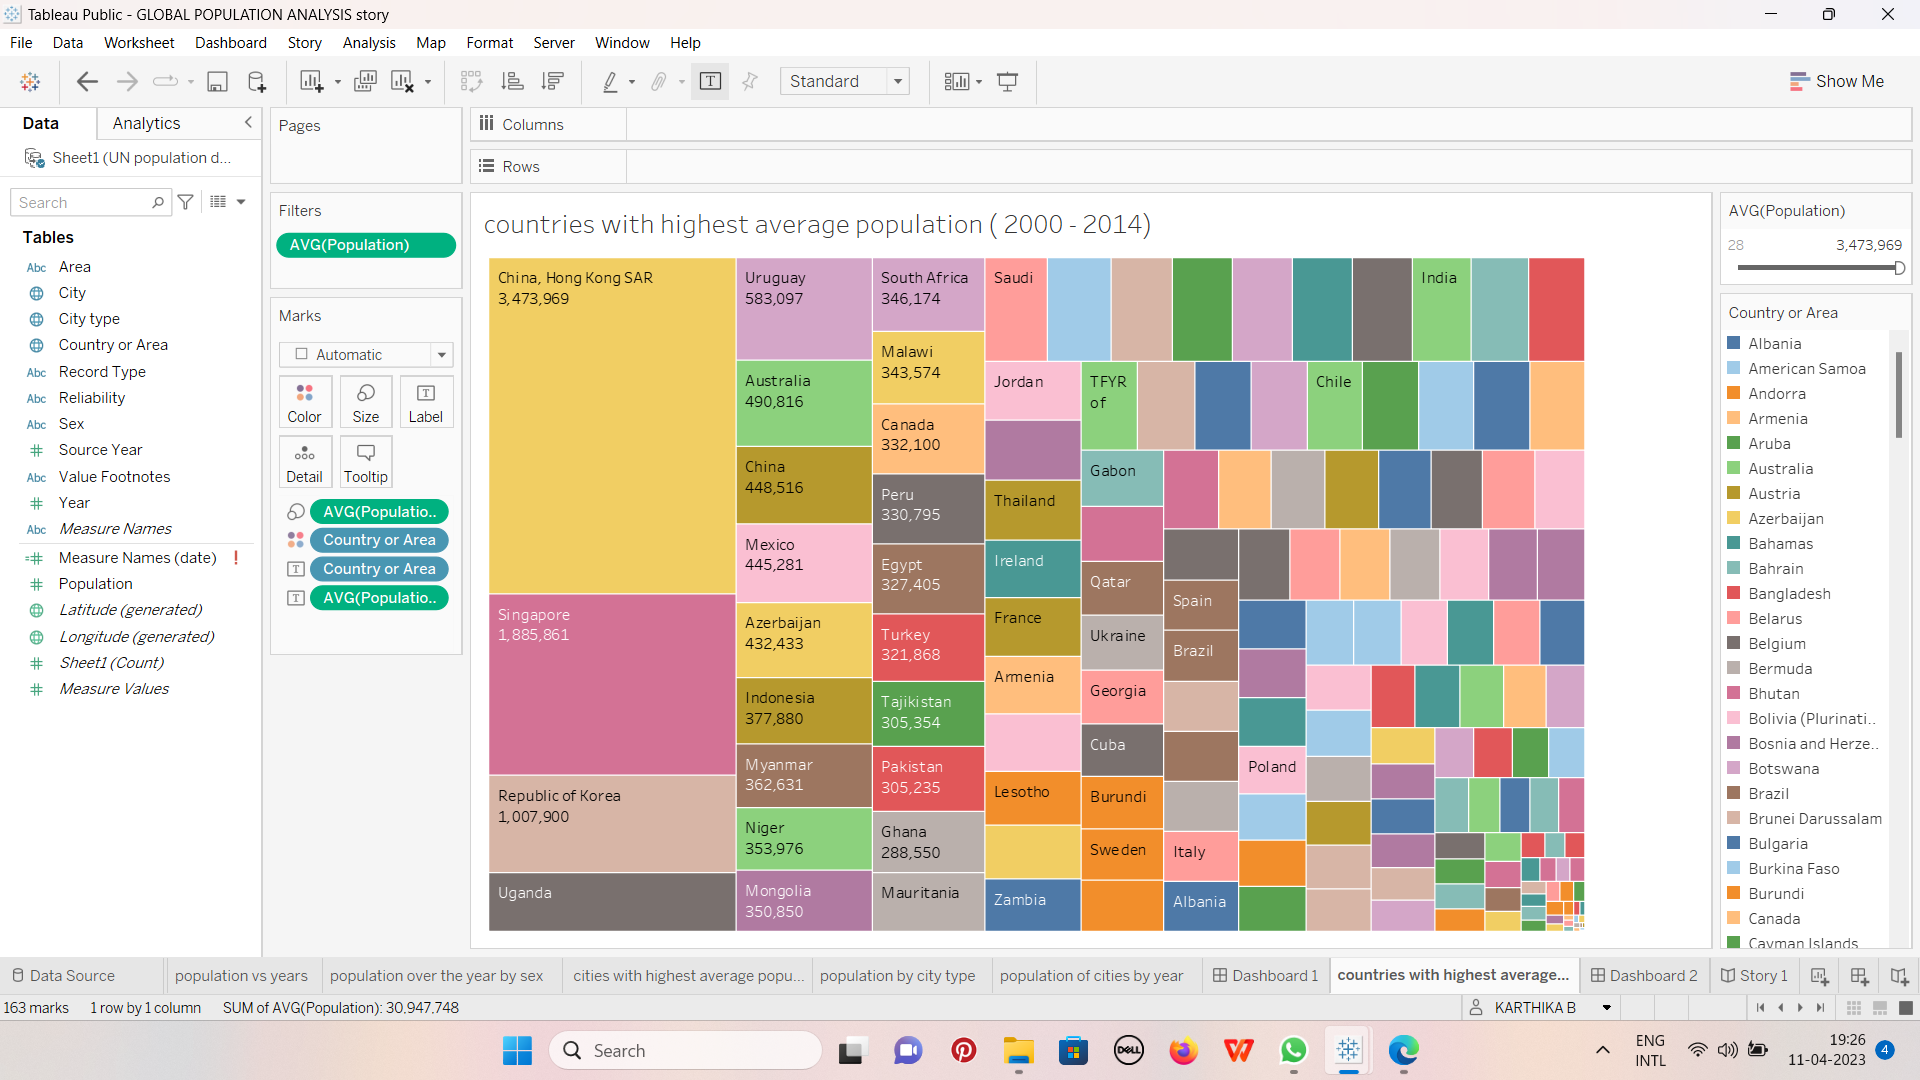 Tableau Public - GLOBAL POPULATION ANALYSIS story
File Data Worksheet Dashboard Story Analysis Map Format Server Window Help
Standard
Show Me
Data Analytics
Sheet1 (UN population d...
Search
Tables
Abc Area
City
City type
Country or Area
Abc Record Type
Abc Reliability
Abc Sex
Source Year
Abc Value Footnotes
Year
Abc Measure Names
Measure Names (date) !
Population
Latitude (generated)
Longitude (generated)
Sheet1 (Count)
Measure Values
Pages
Filters
AVG(Population)
Marks
Automatic
Color Size Label
Detail Tooltip
AVG(Populatio..
Country or Area
Country or Area
AVG(Populatio..
Columns
Rows
countries with highest average population ( 2000 - 2014)
China, Hong Kong SAR
3,473,969
Singapore
1,885,861
Republic of Korea
1,007,900
Uganda
Uruguay
583,097
Australia
490,816
China
448,516
Mexico
445,281
Azerbaijan
432,433
Indonesia
377,880
Myanmar
362,631
Niger
353,976
Mongolia
350,850
South Africa
346,174
Malawi
343,574
Canada
332,100
Peru
330,795
Egypt
327,405
Turkey
321,868
Tajikistan
305,354
Pakistan
305,235
Ghana
288,550
Mauritania
Saudi
India
Jordan
Thailand
Ireland
France
Armenia
Lesotho
Zambia
TFYR
of
Chile
Gabon
Qatar
Ukraine
Georgia
Cuba
Burundi
Sweden
Spain
Brazil
Italy
Albania
Poland
AVG(Population)
28 3,473,969
Country or Area
Albania
American Samoa
Andorra
Armenia
Aruba
Australia
Austria
Azerbaijan
Bahamas
Bahrain
Bangladesh
Belarus
Belgium
Bermuda
Bhutan
Bolivia (Plurinati..
Bosnia and Herze..
Botswana
Brazil
Brunei Darussalam
Bulgaria
Burkina Faso
Burundi
Canada
Cayman Islands
Data Source population vs years population over the year by sex cities with highest average popu... population by city type population of cities by year Dashboard 1 countries with highest average... Dashboard 2 Story 1
163 marks 1 row by 1 column SUM of AVG(Population): 30,947,748 KARTHIKA B
Search
DELL
ENG
INTL
19:26
11-04-2023
4